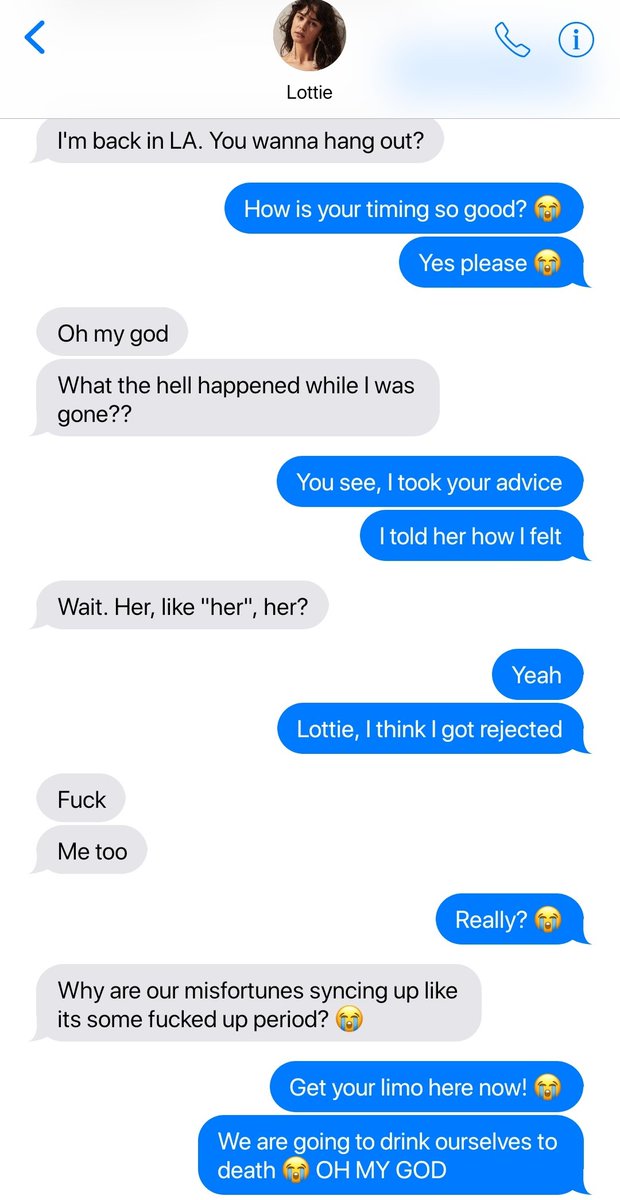 Lottie
I'm back in LA. You wanna hang out?
How is your timing so good? 😭
Yes please 😭
Oh my god
What the hell happened while I was
gone??
You see, I took your advice
I told her how I felt
Wait. Her, like "her", her?
Yeah
Lottie, I think I got rejected
Fuck
Me too
Really? 😭
Why are our misfortunes syncing up like
its some fucked up period? 😭
Get your limo here now! 😭
We are going to drink ourselves to
death 😭 OH MY GOD